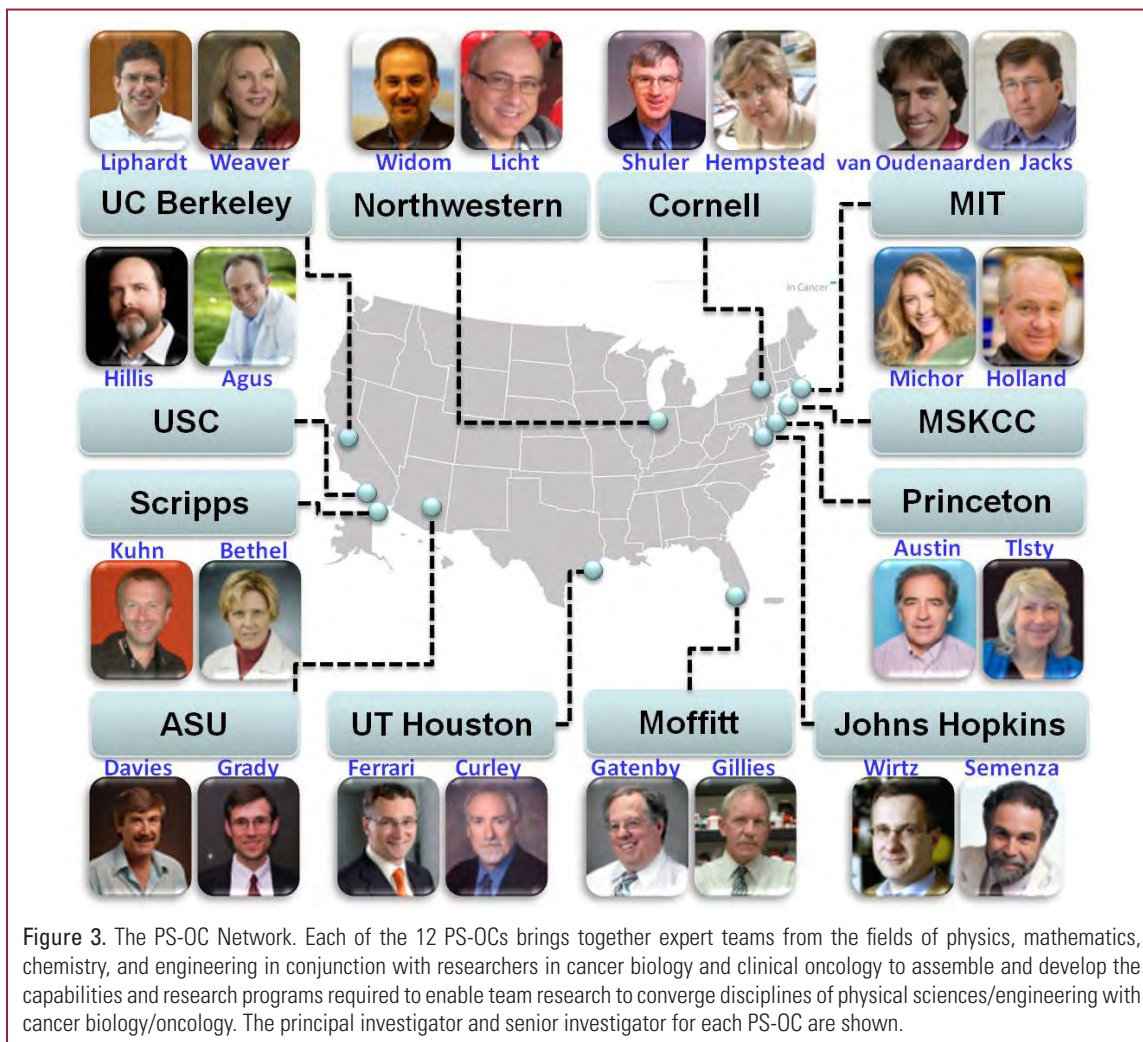 Liphardt Weaver Widom Licht Shuler Hempstead van Oudenaarden Jacks
UC Berkeley Northwestern Cornell MIT
in Cancer
Hillis Agus Michor Holland
USC MSKCC
Scripps Princeton
Kuhn Bethel Austin Tlsty
ASU UT Houston Moffitt Johns Hopkins
Davies Grady Ferrari Curley Gatenby Gillies Wirtz Semenza
Figure 3. The PS-OC Network. Each of the 12 PS-OCs brings together expert teams from the fields of physics, mathematics,
chemistry, and engineering in conjunction with researchers in cancer biology and clinical oncology to assemble and develop the
capabilities and research programs required to enable team research to converge disciplines of physical sciences/engineering with
cancer biology/oncology. The principal investigator and senior investigator for each PS-OC are shown.